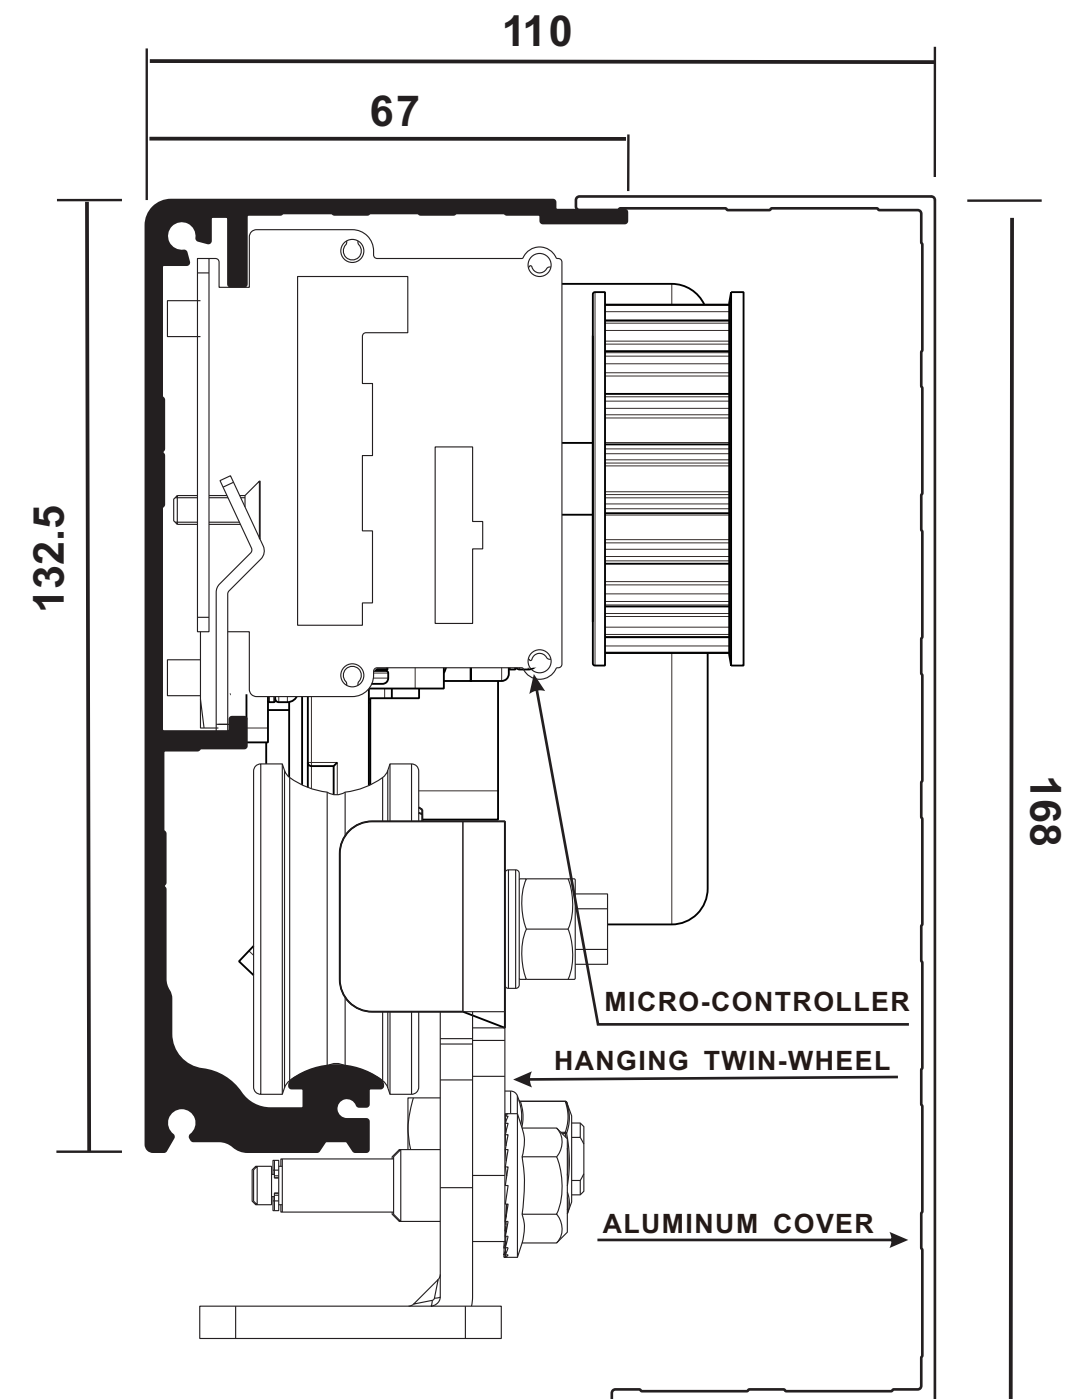 110
67
132.5
168
MICRO-CONTROLLER
HANGING TWIN-WHEEL
ALUMINUM COVER